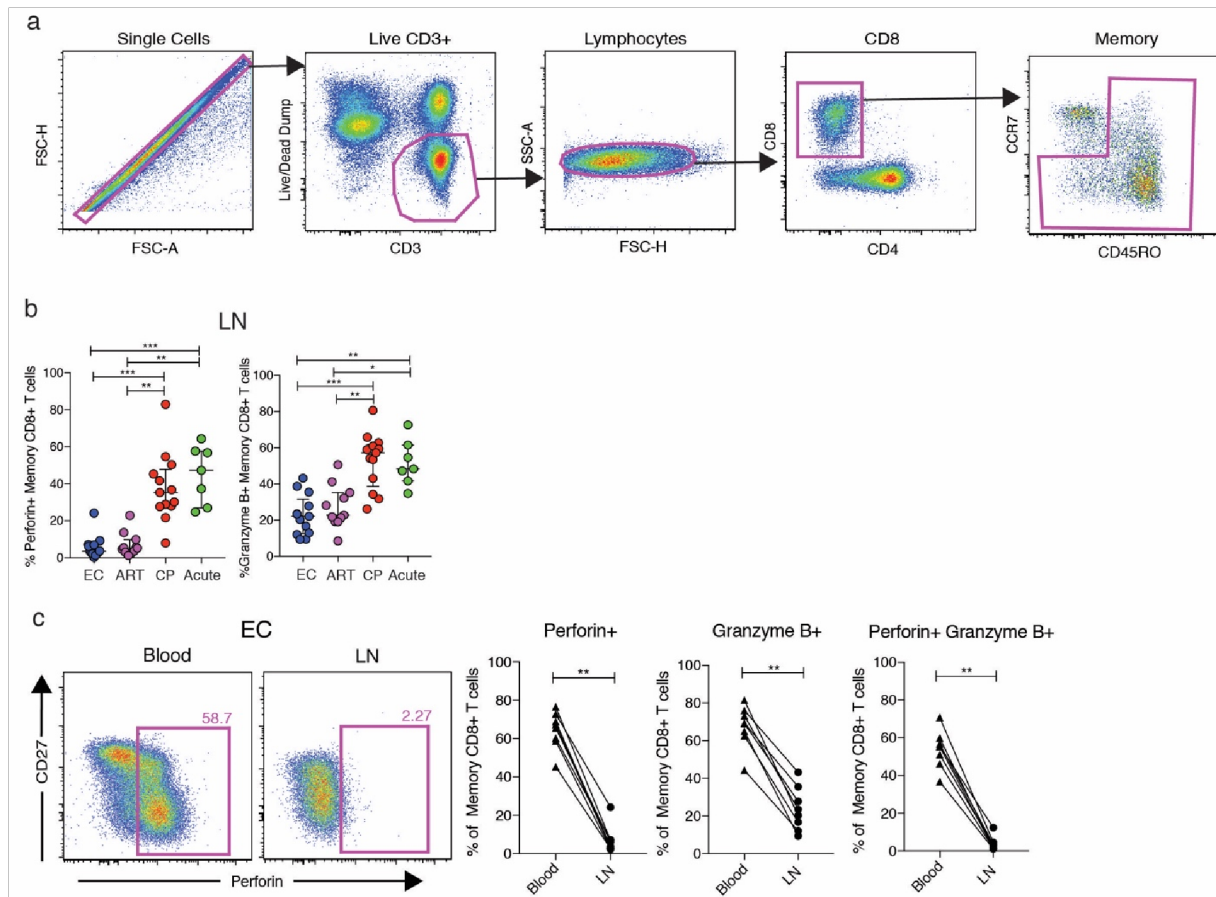 a
Single Cells
Live CD3+
Lymphocytes
CD8
Memory
FSC-H
FSC-A
Live/Dead Dump
CD3
SSC-A
FSC-H
CD8
CD4
CCR7
CD45RO
b
LN
% Perforin+ Memory CD8+ T cells
100
80
60
40
20
0
***
**
***
**
EC ART CP Acute
%Granzyme B+ Memory CD8+ T cells
100
80
60
40
20
0
**
*
***
**
EC ART CP Acute
c
EC
Blood
LN
58.7
2.27
CD27
Perforin
Perforin+
% of Memory CD8+ T cells
100
80
60
40
20
0
**
Blood
LN
Granzyme B+
% of Memory CD8+ T cells
100
80
60
40
20
0
**
Blood
LN
Perforin+ Granzyme B+
% of Memory CD8+ T cells
100
80
60
40
20
0
**
Blood
LN